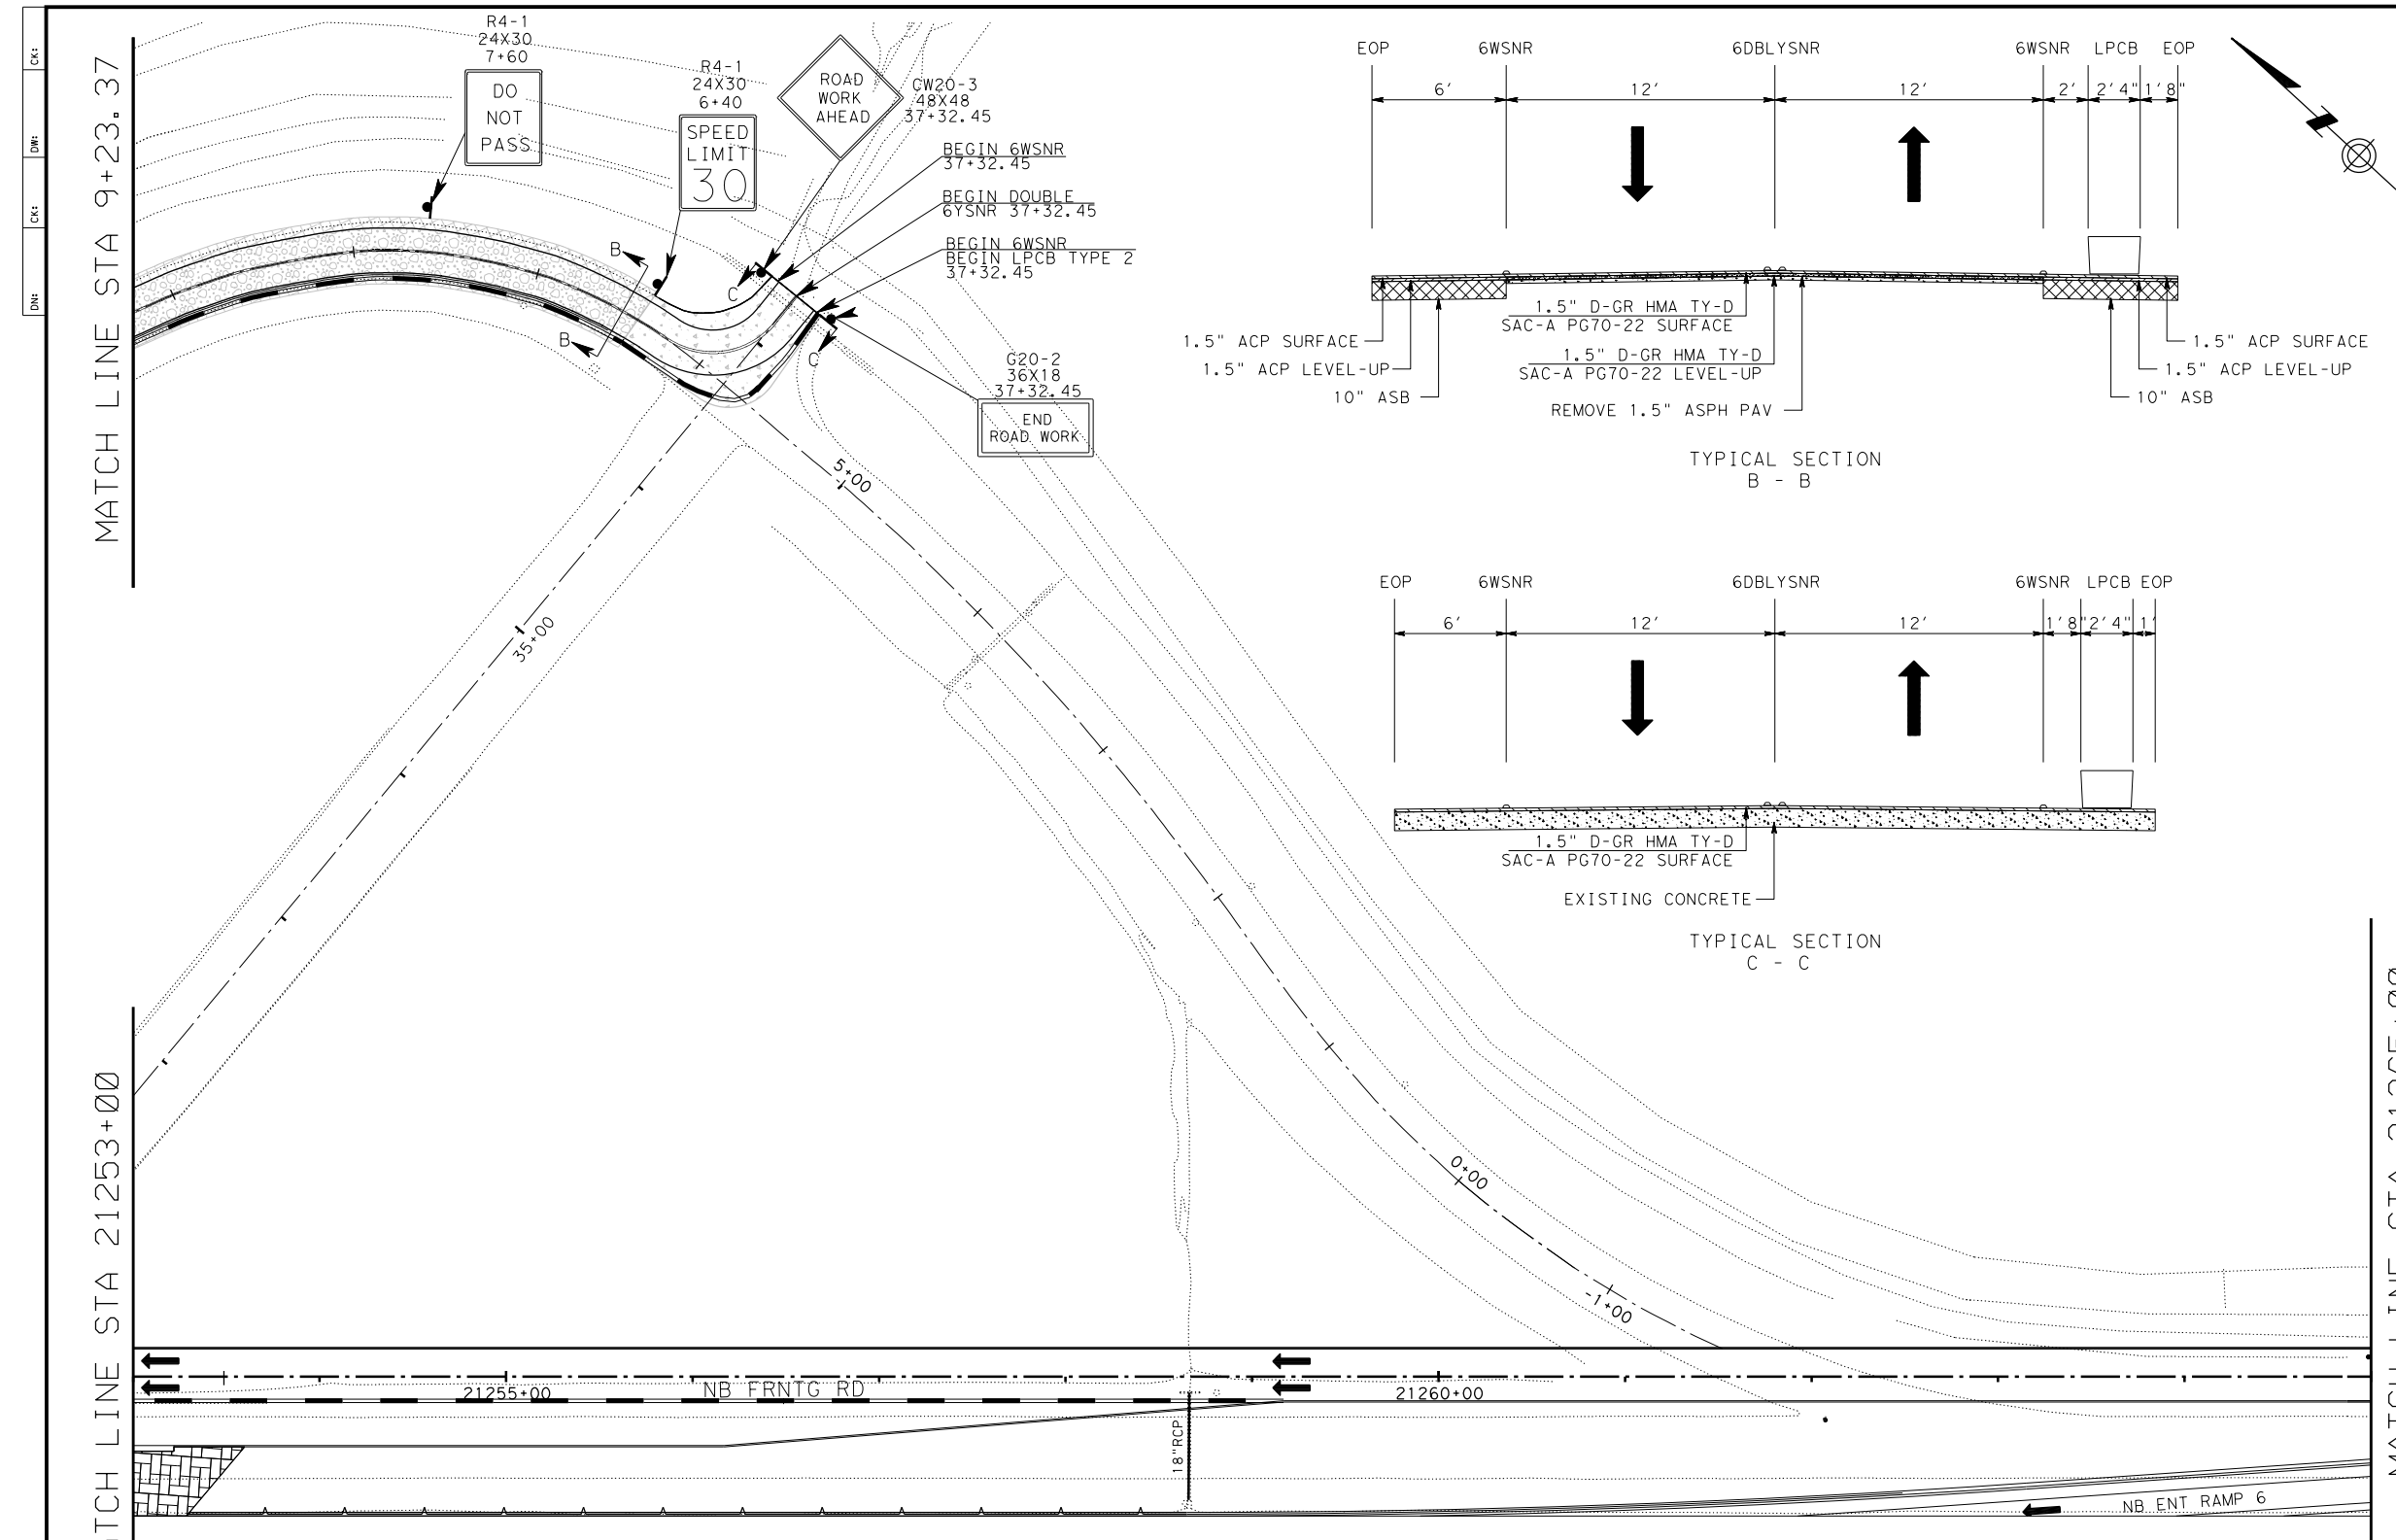 CK:
DW:
CK:
DN:
MATCH LINE STA 9+23.37
R4-1
24X30
7+60
DO
NOT
PASS
R4-1
24X30
6+40
SPEED
LIMIT
30
ROAD
WORK
AHEAD
CW20-3
48X48
37+32.45
BEGIN 6WSNR
37+32.45
BEGIN DOUBLE
6YSNR 37+32.45
BEGIN 6WSNR
BEGIN LPCB TYPE 2
37+32.45
B
B
C
C
G20-2
36X18
37+32.45
END
ROAD WORK
5+00
35+00
0+00
-1+00
EOP 6WSNR 6DBLYSNR 6WSNR LPCB EOP
6' 12' 12' 2' 2'4" 1'8"
1.5" D-GR HMA TY-D
SAC-A PG70-22 SURFACE
1.5" ACP SURFACE
1.5" ACP SURFACE
1.5" D-GR HMA TY-D
SAC-A PG70-22 LEVEL-UP
1.5" ACP LEVEL-UP
1.5" ACP LEVEL-UP
10" ASB
10" ASB
REMOVE 1.5" ASPH PAV
TYPICAL SECTION
B - B
EOP 6WSNR 6DBLYSNR 6WSNR LPCB EOP
6' 12' 12' 1'8" 2'4" 1'
1.5" D-GR HMA TY-D
SAC-A PG70-22 SURFACE
EXISTING CONCRETE
TYPICAL SECTION
C - C
MATCH LINE STA 21253+00
21255+00
NB FRNTG RD
21260+00
18"RCP
NB ENT RAMP 6
MATCH LINE STA